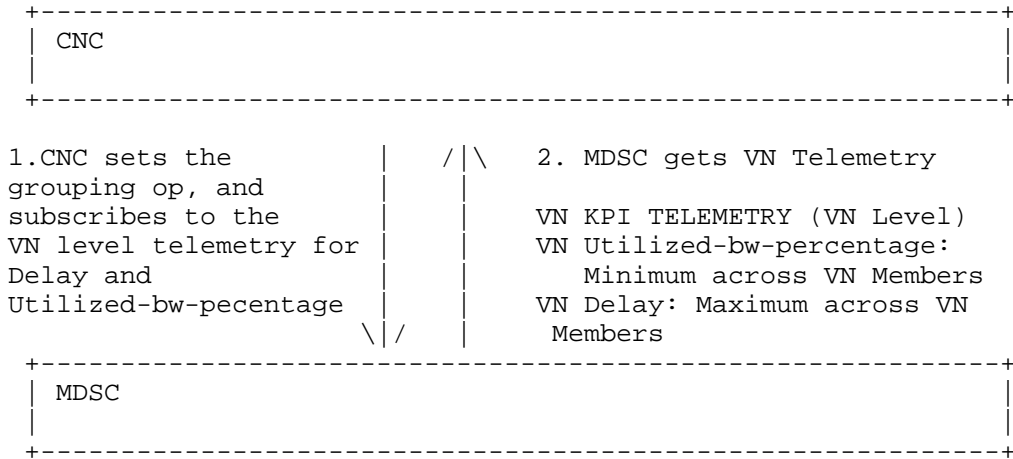 CNC
1.CNC sets the
grouping op, and
subscribes to the
VN level telemetry for
Delay and
Utilized-bw-pecentage
2. MDSC gets VN Telemetry
VN KPI TELEMETRY (VN Level)
VN Utilized-bw-percentage:
Minimum across VN Members
VN Delay: Maximum across VN
Members
MDSC